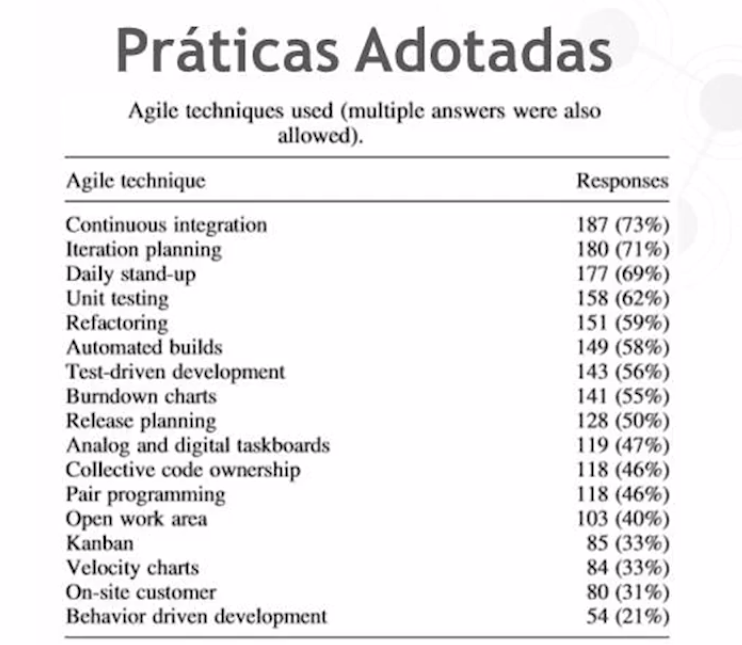 Práticas Adotadas
Agile techniques used (multiple answers were also
allowed).
Agile technique Responses
Continuous integration 187 (73%)
Iteration planning 180 (71%)
Daily stand-up 177 (69%)
Unit testing 158 (62%)
Refactoring 151 (59%)
Automated builds 149 (58%)
Test-driven development 143 (56%)
Burndown charts 141 (55%)
Release planning 128 (50%)
Analog and digital taskboards 119 (47%)
Collective code ownership 118 (46%)
Pair programming 118 (46%)
Open work area 103 (40%)
Kanban 85 (33%)
Velocity charts 84 (33%)
On-site customer 80 (31%)
Behavior driven development 54 (21%)